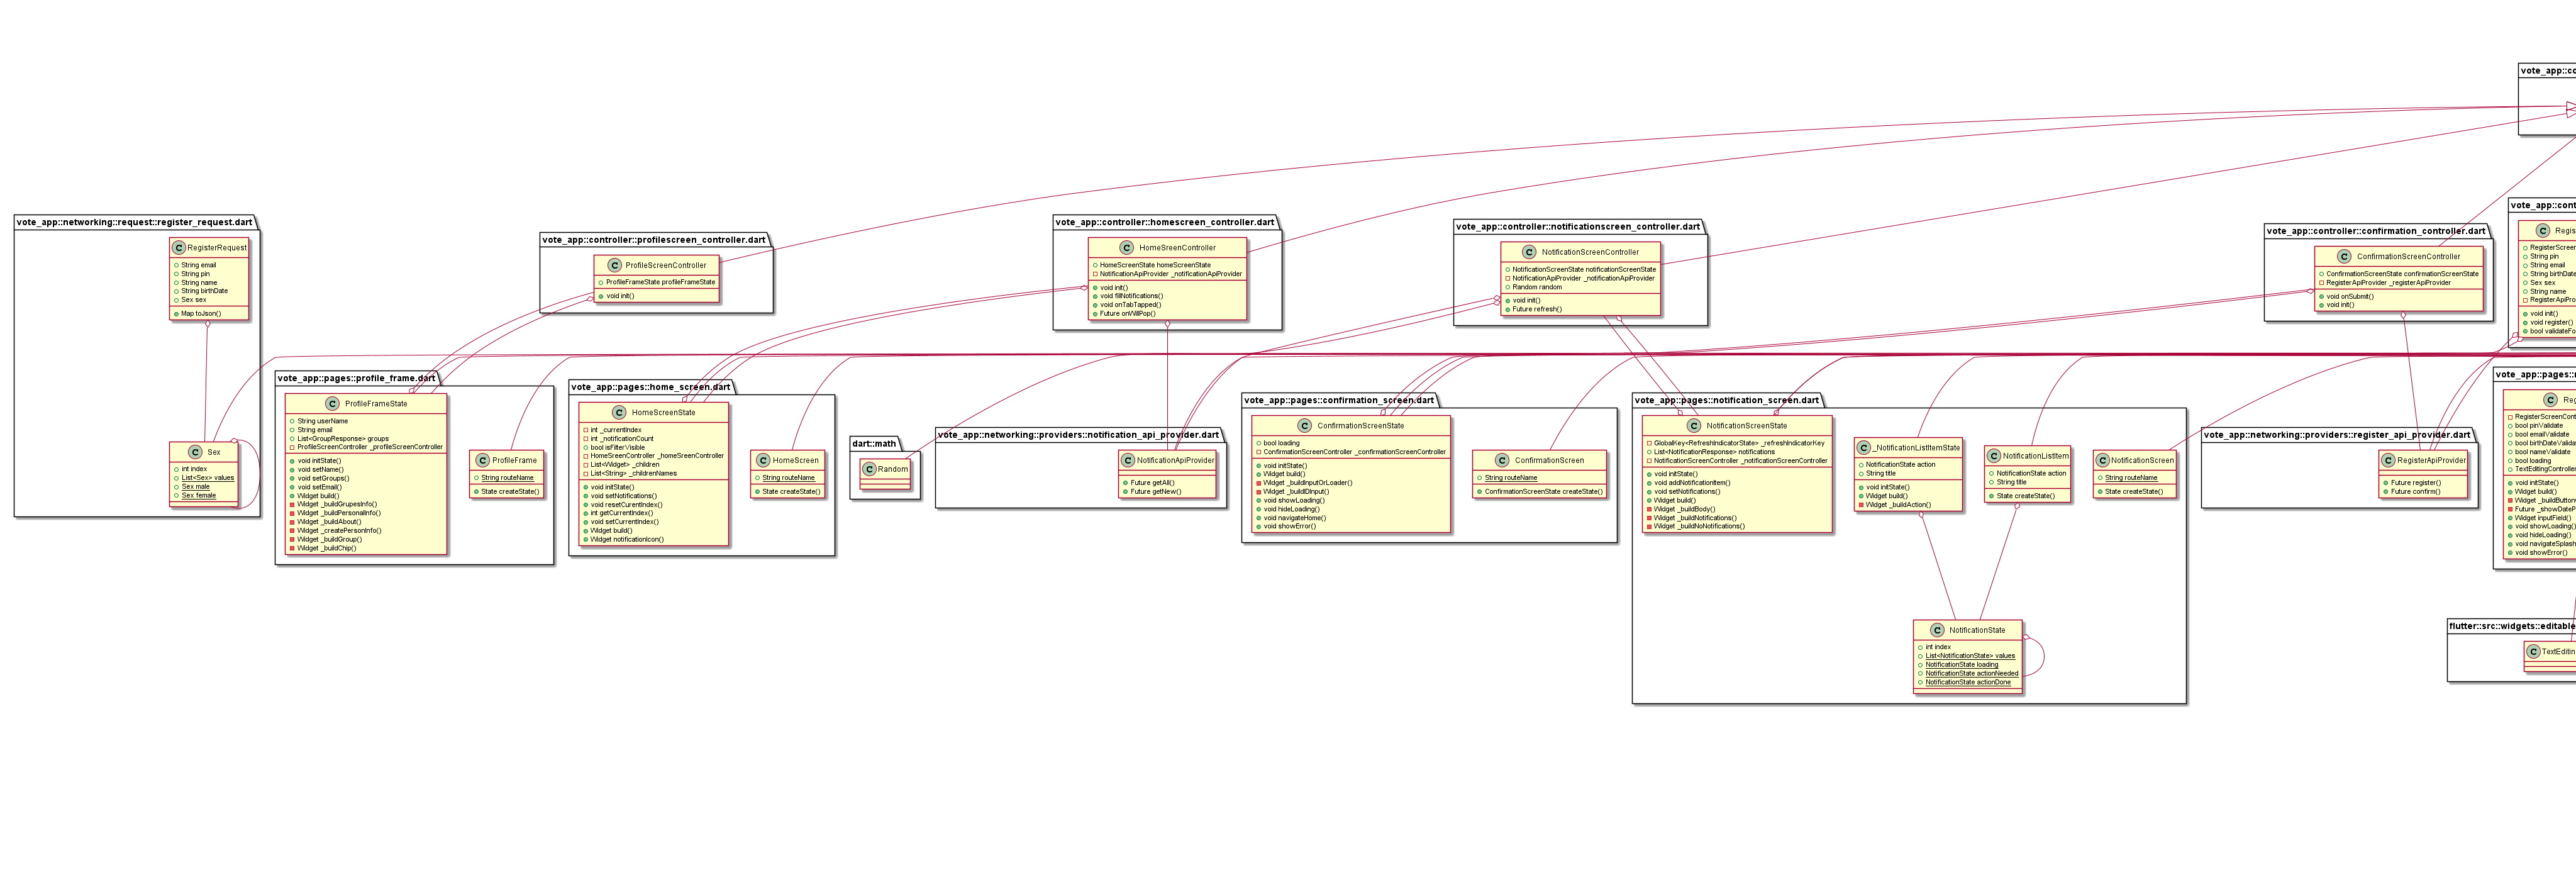 vote_app::co
vote_app::networking::request::register_request.dart
C RegisterRequest
String email
String pin
String name
String birthDate
Sex sex
Map toJson()
C Sex
int index
List<Sex> values
Sex male
Sex female
vote_app::controller::profilescreen_controller.dart
C ProfileScreenController
ProfileFrameState profileFrameState
void init()
vote_app::controller::homescreen_controller.dart
C HomeSreenController
HomeScreenState homeScreenState
NotificationApiProvider _notificationApiProvider
void init()
void fillNotifications()
void onTabTapped()
Future onWillPop()
vote_app::controller::notificationscreen_controller.dart
C NotificationScreenController
NotificationScreenState notificationScreenState
NotificationApiProvider _notificationApiProvider
Random random
void init()
Future refresh()
vote_app::controller::confirmation_controller.dart
C ConfirmationScreenController
ConfirmationScreenState confirmationScreenState
RegisterApiProvider _registerApiProvider
void onSubmit()
void init()
vote_app::cont
C Regis
RegisterScreen
String pin
String email
String birthDate
Sex sex
String name
RegisterApiPro
void init()
void register()
bool validateFo
vote_app::pages::profile_frame.dart
C ProfileFrameState
String userName
String email
List<GroupResponse> groups
ProfileScreenController _profileScreenController
void initState()
void setName()
void setGroups()
void setEmail()
Widget build()
Widget _buildGrupesInfo()
Widget _buildPersonalInfo()
Widget _buildAbout()
Widget _createPersonInfo()
Widget _buildGroup()
Widget _buildChip()
C ProfileFrame
String routeName
State createState()
vote_app::pages::home_screen.dart
C HomeScreenState
int _currentIndex
int _notificationCount
bool isFilterVisible
HomeSreenController _homeSreenController
List<Widget> _children
List<String> _childrenNames
void initState()
void setNotifications()
void resetCurentIndex()
int getCurrentIndex()
void setCurrentIndex()
Widget build()
Widget notificationIcon()
C HomeScreen
String routeName
State createState()
dart::math
C Random
vote_app::networking::providers::notification_api_provider.dart
C NotificationApiProvider
Future getAll()
Future getNew()
vote_app::pages::confirmation_screen.dart
C ConfirmationScreenState
bool loading
ConfirmationScreenController _confirmationScreenController
void initState()
Widget build()
Widget _buildInputOrLoader()
Widget _buildIDInput()
void showLoading()
void hideLoading()
void navigateHome()
void showError()
C ConfirmationScreen
String routeName
ConfirmationScreenState createState()
vote_app::pages::notification_screen.dart
C NotificationScreenState
GlobalKey<RefreshIndicatorState> _refreshIndicatorKey
List<NotificationResponse> notifications
NotificationScreenController _notificationScreenController
void initState()
void addNotificationItem()
void setNotifications()
Widget build()
Widget _buildBody()
Widget _buildNotifications()
Widget _buildNoNotifications()
C _NotificationListItemState
NotificationState action
String title
void initState()
Widget build()
Widget _buildAction()
C NotificationListItem
NotificationState action
String title
State createState()
C NotificationScreen
String routeName
State createState()
C NotificationState
int index
List<NotificationState> values
NotificationState loading
NotificationState actionNeeded
NotificationState actionDone
vote_app::networking::providers::register_api_provider.dart
C RegisterApiProvider
Future register()
Future confirm()
vote_app::pages::r
C Reg
RegisterScreenCont
bool pinValidate
bool emailValidate
bool birthDateValida
bool nameValidate
bool loading
TextEditingController
void initState()
Widget build()
Widget _buildButton
Future _showDateP
Widget inputField()
void showLoading()
void hideLoading()
void navigateSplash
void showError()
flutter::src::widgets::editable
C TextEditin